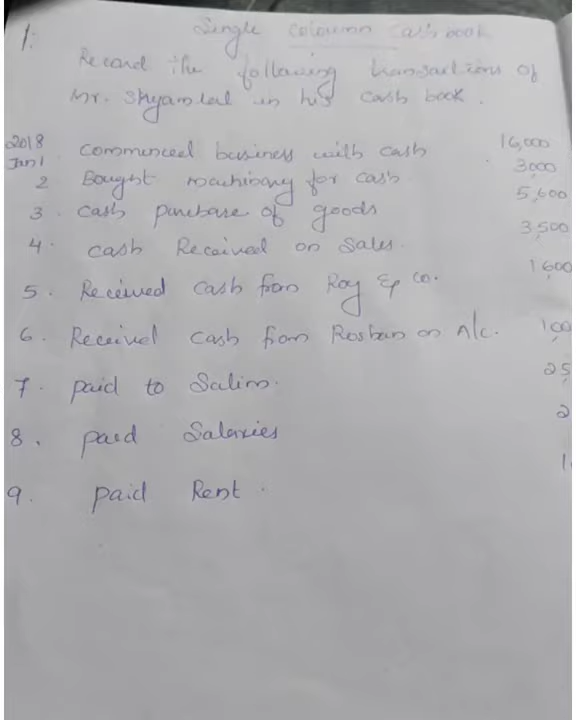 1. Single coloumn Cash book
Record the following transactions of
Mr. Shyamlal in his cash book.
2018
Jan 1. Commenced business with cash 16,000
2 Bought machinary for cash 3,000
3. cash purchase of goods 5,600
4. cash Received on Sales. 3,500
5. Received cash from Roy & co. 1,600
6. Received cash from Roshan on A/c.
7. paid to Salim.
8. paid Salaries
9. paid Rent.